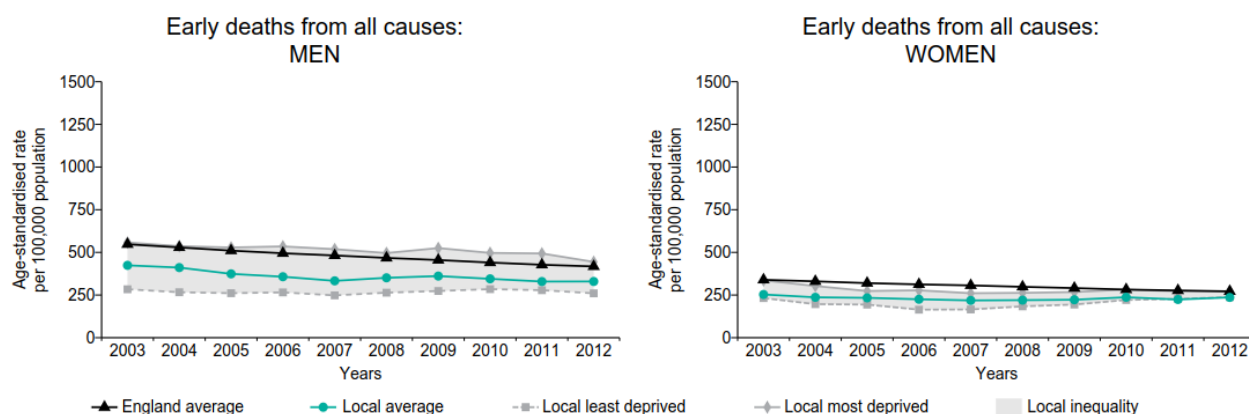 Early deaths from all causes:
MEN
Early deaths from all causes:
WOMEN
Age-standardised rate
per 100,000 population
1500
1250
1000
750
500
250
0
2003 2004 2005 2006 2007 2008 2009 2010 2011 2012
Years
Age-standardised rate
per 100,000 population
1500
1250
1000
750
500
250
0
2003 2004 2005 2006 2007 2008 2009 2010 2011 2012
Years
England average Local average Local least deprived Local most deprived Local inequality